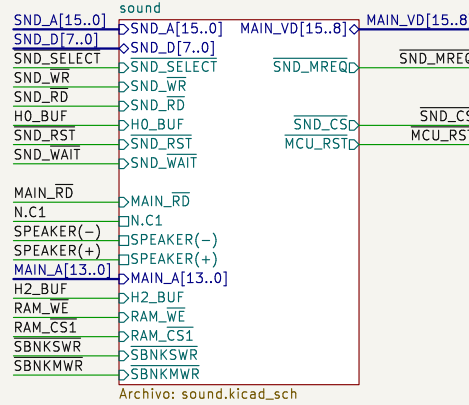 sound
SND_A[15..0] SND_A[15..0] MAIN_VD[15..8] MAIN_VD[15..8
SND_D[7..0] SND_D[7..0]
SND_SELECT SND_SELECT SND_MREQ SND_MREQ
SND_WR SND_WR
SND_RD SND_RD
H0_BUF H0_BUF SND_CS SND_CS
SND_RST SND_RST MCU_RST MCU_RST
SND_WAIT SND_WAIT
MAIN_RD MAIN_RD
N.C1 N.C1
SPEAKER(-) SPEAKER(-)
SPEAKER(+) SPEAKER(+)
MAIN_A[13..0] MAIN_A[13..0]
H2_BUF H2_BUF
RAM_WE RAM_WE
RAM_CS1 RAM_CS1
SBNKSWR SBNKSWR
SBNKMWR SBNKMWR
Archivo: sound.kicad_sch